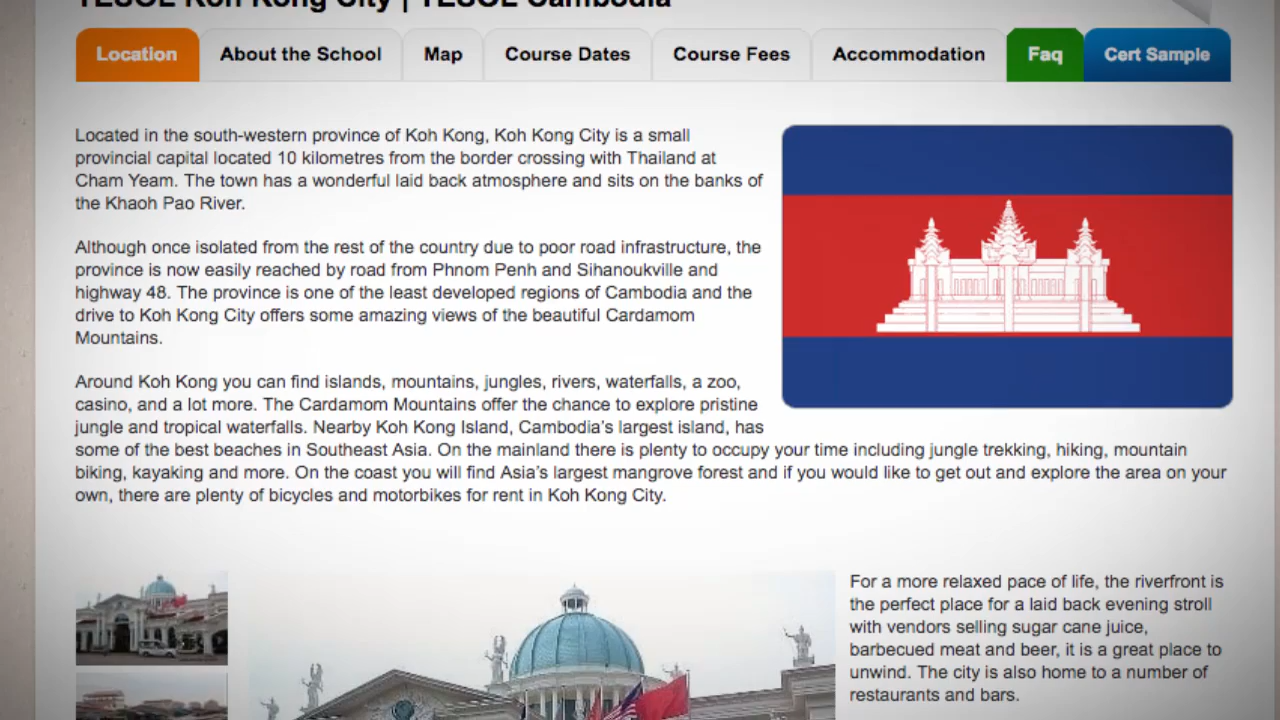 TESOL Koh Kong City | TESOL Cambodia
Location
About the School
Map
Course Dates
Course Fees
Accommodation
Faq
Cert Sample
Located in the south-western province of Koh Kong, Koh Kong City is a small
provincial capital located 10 kilometres from the border crossing with Thailand at
Cham Yeam. The town has a wonderful laid back atmosphere and sits on the banks of
the Khaoh Pao River.
Although once isolated from the rest of the country due to poor road infrastructure, the
province is now easily reached by road from Phnom Penh and Sihanoukville and
highway 48. The province is one of the least developed regions of Cambodia and the
drive to Koh Kong City offers some amazing views of the beautiful Cardamom
Mountains.
Around Koh Kong you can find islands, mountains, jungles, rivers, waterfalls, a zoo,
casino, and a lot more. The Cardamom Mountains offer the chance to explore pristine
jungle and tropical waterfalls. Nearby Koh Kong Island, Cambodia's largest island, has
some of the best beaches in Southeast Asia. On the mainland there is plenty to occupy your time including jungle trekking, hiking, mountain
biking, kayaking and more. On the coast you will find Asia's largest mangrove forest and if you would like to get out and explore the area on your
own, there are plenty of bicycles and motorbikes for rent in Koh Kong City.
For a more relaxed pace of life, the riverfront is
the perfect place for a laid back evening stroll
with vendors selling sugar cane juice,
barbecued meat and beer, it is a great place to
unwind. The city is also home to a number of
restaurants and bars.